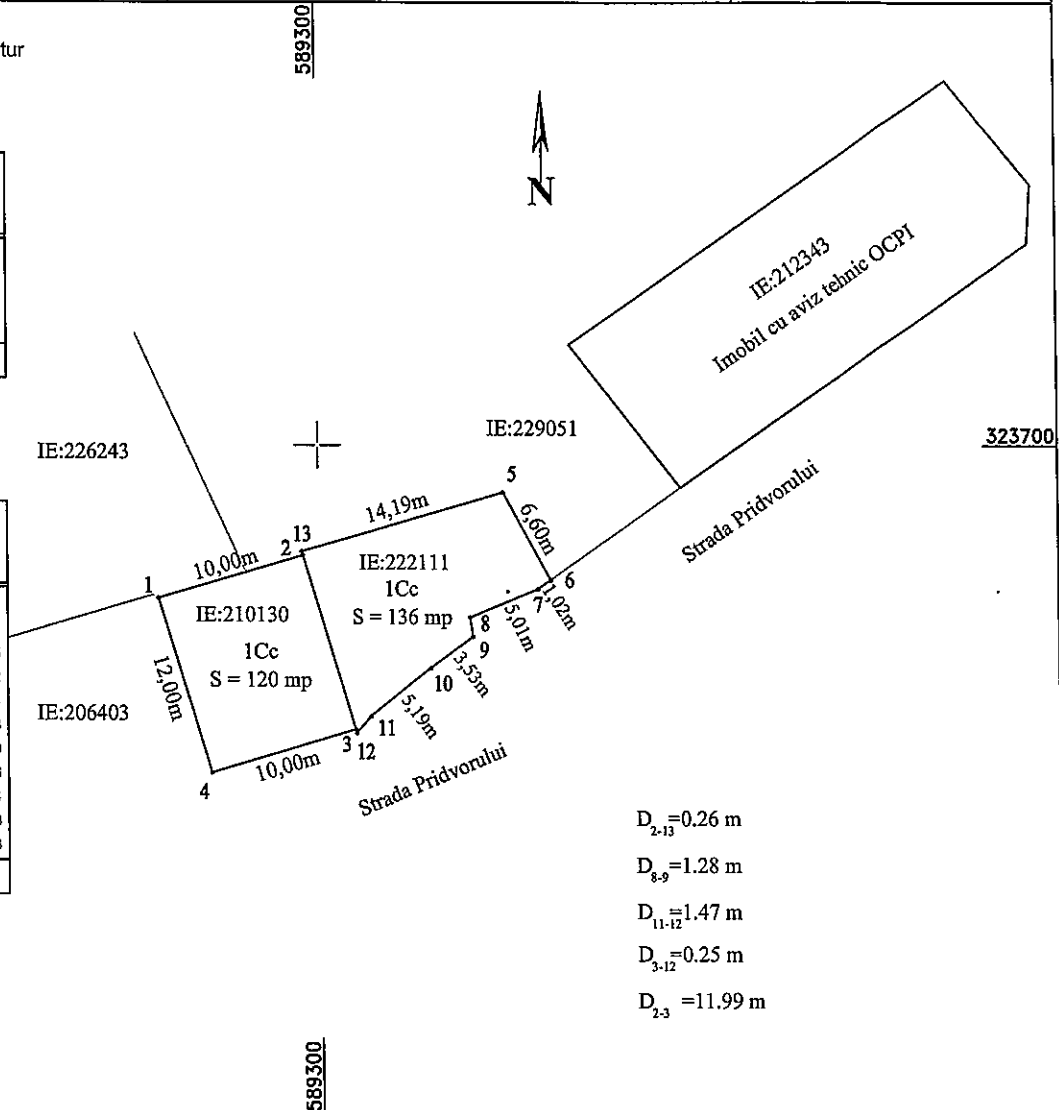 589300
tur
N
IE:212343
Imobil cu aviz tehnic OCPI
IE:226243
IE:229051
323700
5
14,19m
6,60m
Strada Pridvorului
13
2
10,00m
1
IE:222111
1Cc
S = 136 mp
6
7
1,02m
IE:210130
1Cc
S = 120 mp
8
5,01m
9
12,00m
3,53m
10
IE:206403
5,19m
11
3
12
10,00m
4
Strada Pridvorului
D2-13=0.26 m
D8-9=1.28 m
D11-12=1.47 m
D3-12=0.25 m
D2-3 =11.99 m
589300